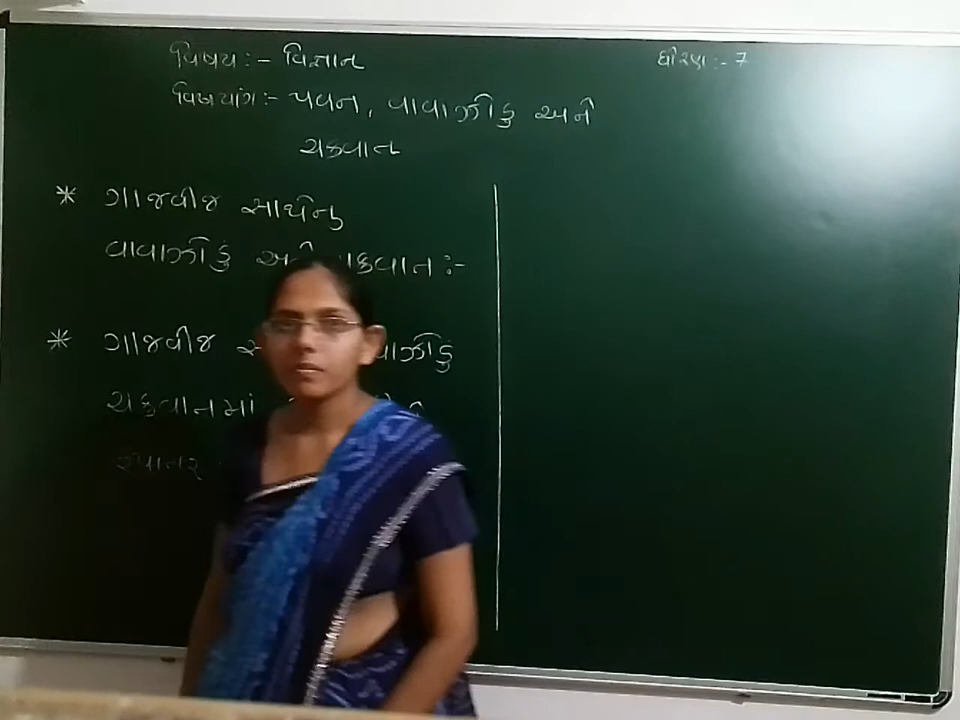 વિષય :- વિજ્ઞાન
ધોરણ :- 7
વિષયાંગ :- પવન, વાવાઝોડુ અને
ચક્રવાત
* ગાજવીજ સાથેનુ
વાવાઝોડુ અને ચક્રવાત :-
* ગાજવીજ
ચક્રવાતમાં